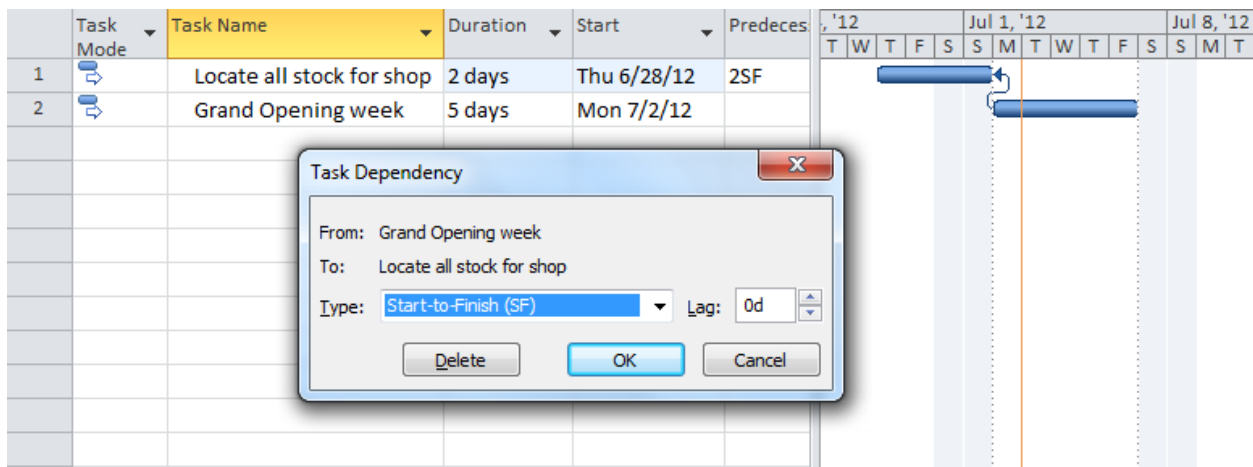 Task Mode Task Name Duration Start Predeces , '12 Jul 1, '12 Jul 8, '12
T W T F S S M T W T F S S M T
1 Locate all stock for shop 2 days Thu 6/28/12 2SF
2 Grand Opening week 5 days Mon 7/2/12
Task Dependency
From: Grand Opening week
To: Locate all stock for shop
Type: Start-to-Finish (SF) Lag: 0d
Delete OK Cancel